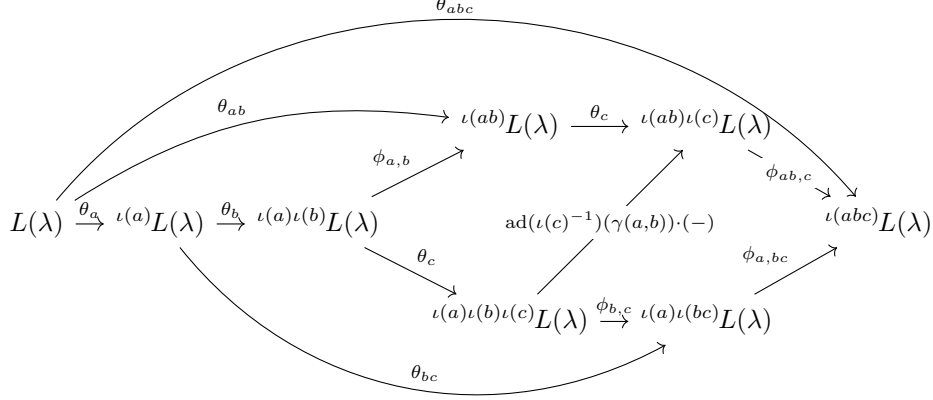 θ_{abc}
θ_{ab}
^{ι(ab)}L(λ) θ_c ^{ι(ab)ι(c)}L(λ)
ϕ_{a,b} ϕ_{ab,c}
L(λ) θ_a ^{ι(a)}L(λ) θ_b ^{ι(a)ι(b)}L(λ) ad(ι(c)^{-1})(γ(a,b))·(−) ^{ι(abc)}L(λ)
θ_c ϕ_{a,bc}
^{ι(a)ι(b)ι(c)}L(λ) ϕ_{b,c} ^{ι(a)ι(bc)}L(λ)
θ_{bc}